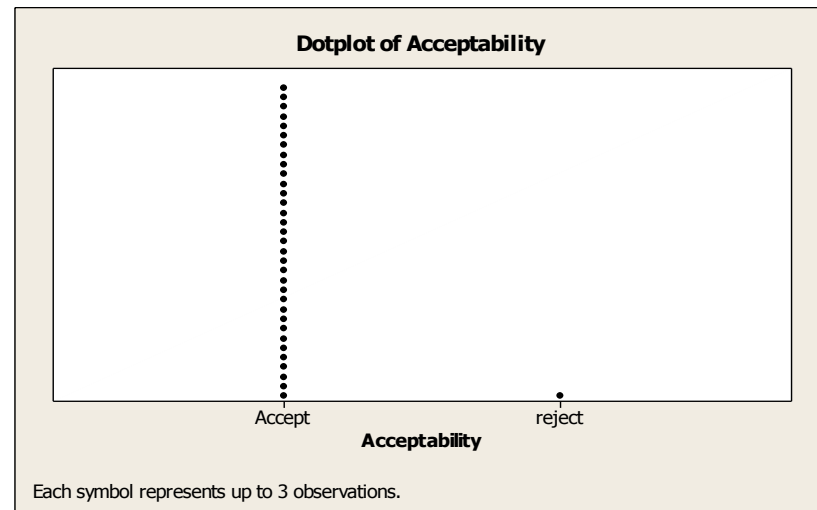 Dotplot of Acceptability
Accept reject
Acceptability
Each symbol represents up to 3 observations.